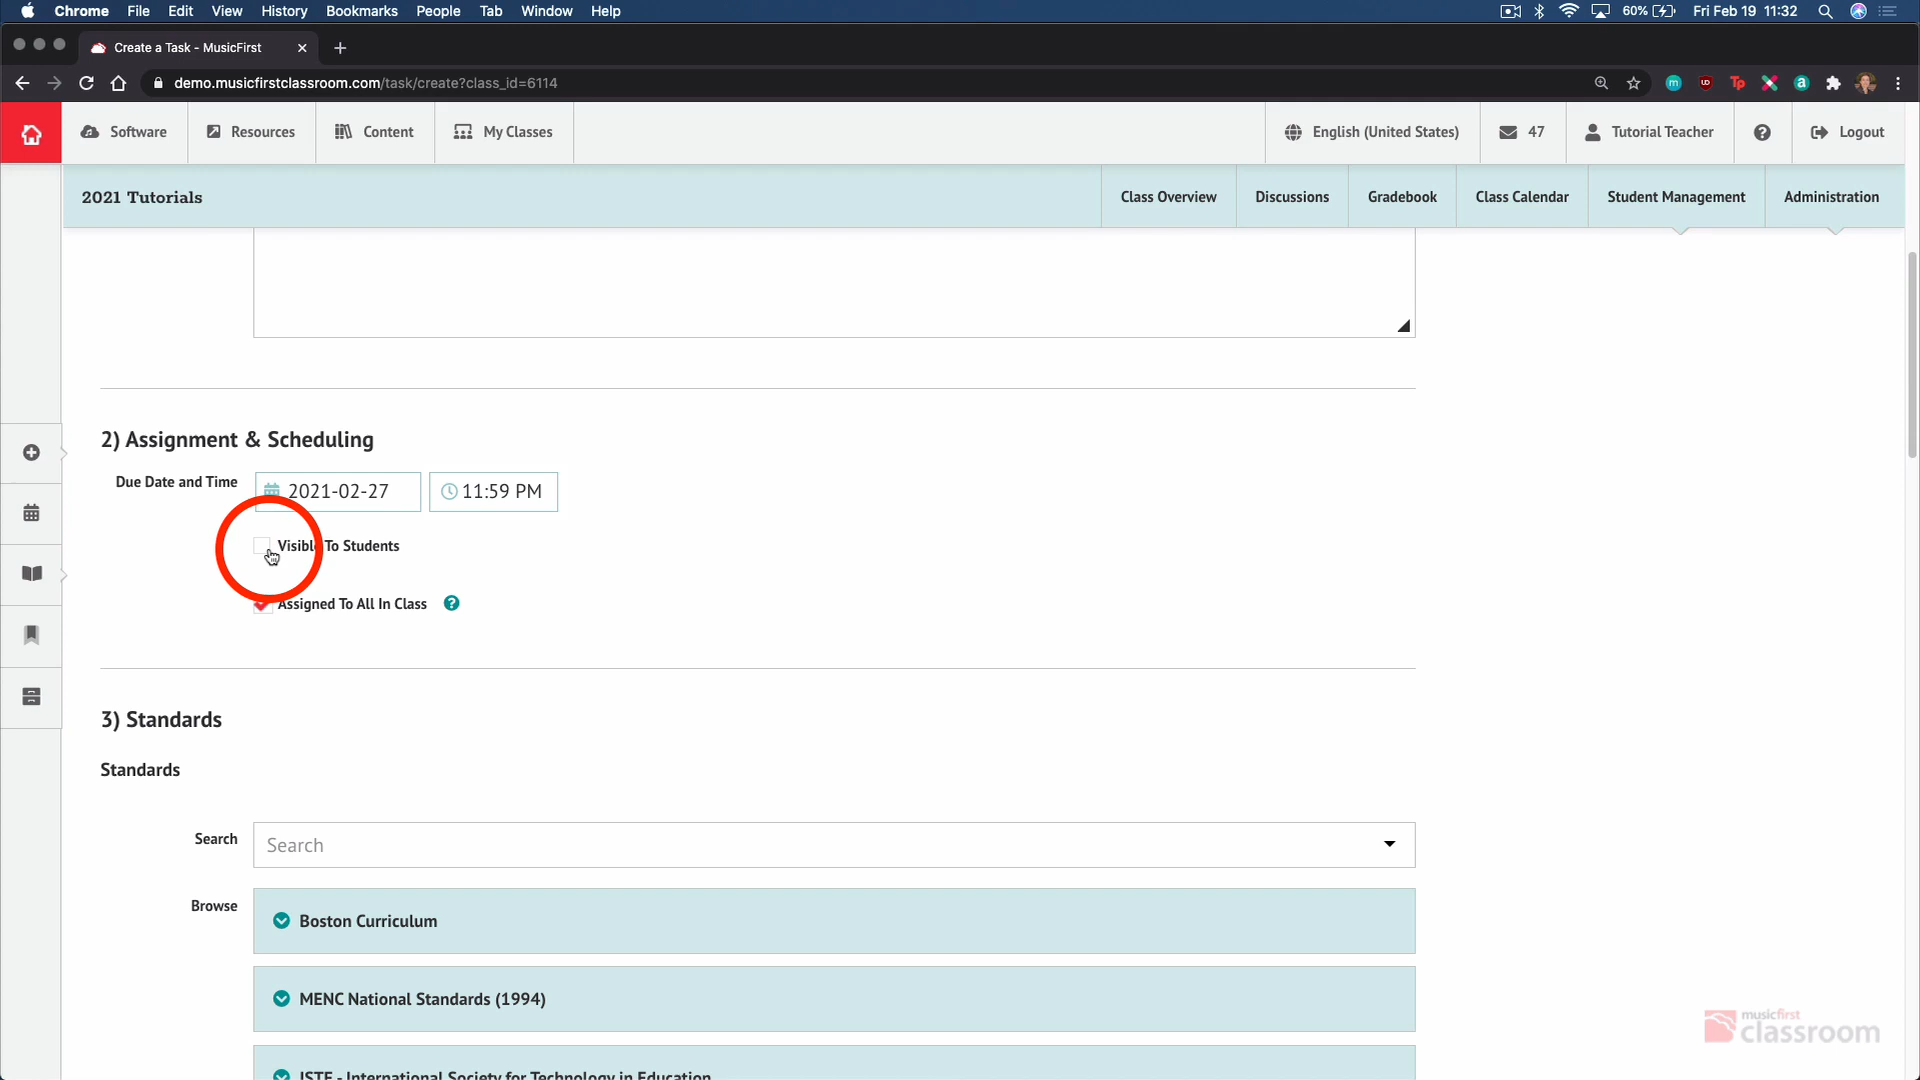 Chrome File Edit View History Bookmarks People Tab Window Help 60% Fri Feb 19 11:32
Create a Task - MusicFirst
demo.musicfirstclassroom.com/task/create?class_id=6114
Software Resources Content My Classes English (United States) 47 Tutorial Teacher Logout
2021 Tutorials Class Overview Discussions Gradebook Class Calendar Student Management Administration
2) Assignment & Scheduling
Due Date and Time 2021-02-27 11:59 PM
Visible To Students
Assigned To All In Class
3) Standards
Standards
Search Search
Browse Boston Curriculum
MENC National Standards (1994)
ISTE - International Society for Technology in Education
musicfirst
classroom